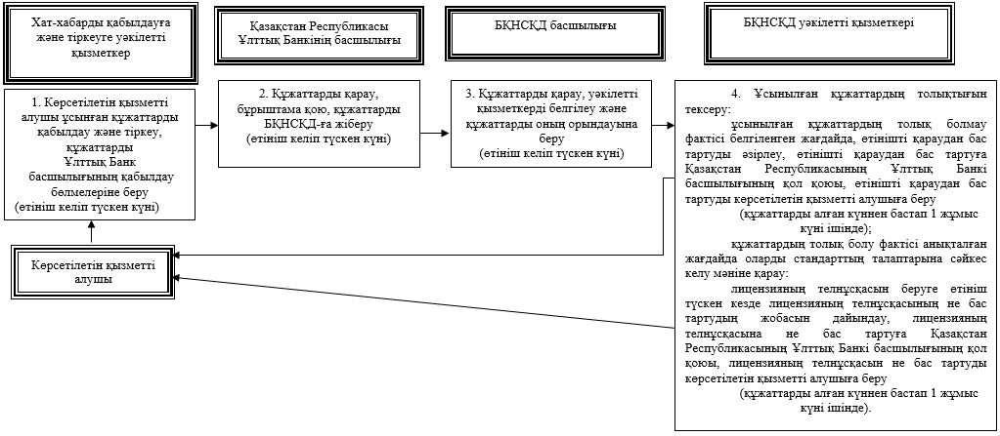 Хат-хабарды қабылдауға
және тіркеуге уәкілетті
қызметкер
Қазақстан Республикасы
Ұлттық Банкінің басшылығы
БҚНСҚД басшылығы
БҚНСҚД уәкілетті қызметкері
1. Көрсетілетін қызметті
алушы ұсынған құжаттарды
қабылдау және тіркеу,
құжаттарды
Ұлттық Банк
басшылығының қабылдау
бөлмелеріне беру
(өтініш келіп түскен күні)
2. Құжаттарды қарау,
бұрыштама қою, құжаттарды
БҚНСҚД-ға жіберу
(өтініш келіп түскен күні)
3. Құжаттарды қарау, уәкілетті
қызметкерді белгілеу және
құжаттарды оның орындауына
беру
(өтініш келіп түскен күні)
4. Ұсынылған құжаттардың толықтығын
тексеру:
ұсынылған құжаттардың толық болмау
фактісі белгіленген жағдайда, өтінішті қараудан бас
тартуды әзірлеу, өтінішті қараудан бас тартуға
Қазақстан Республикасының Ұлттық Банкі
басшылығының қол қоюы, өтінішті қараудан бас
тартуды көрсетілетін қызметті алушыға беру
(құжаттарды алған күннен бастап 1 жұмыс
күні ішінде);
құжаттардың толық болу фактісі анықталған
жағдайда оларды стандарттың талаптарына сәйкес
келу мәніне қарау:
лицензияның телнұсқасын беруге өтініш
түскен кезде лицензияның телнұсқасының не бас
тартудың жобасын дайындау, лицензияның
телнұсқасына не бас тартуға Қазақстан
Республикасының Ұлттық Банкі басшылығының қол
қоюы, лицензияның телнұсқасын не бас тартуды
көрсетілетін қызметті алушыға беру
(құжаттарды алған күннен бастап 1 жұмыс
күні ішінде).
Көрсетілетін қызметті
алушы